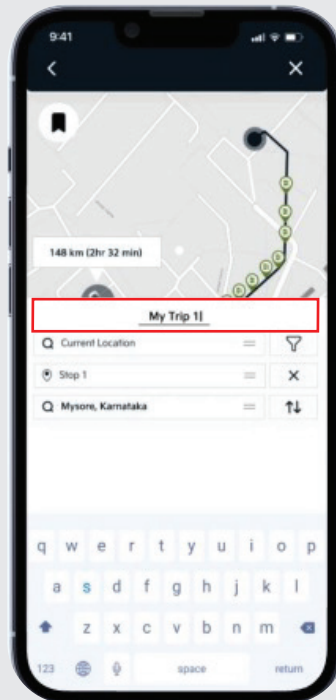 9:41
148 km (2hr 32 min)
My Trip 1
Current Location
Stop 1
Mysore, Karnataka
q w e r t y u i o p
a s d f g h j k l
z x c v b n m
123 space return